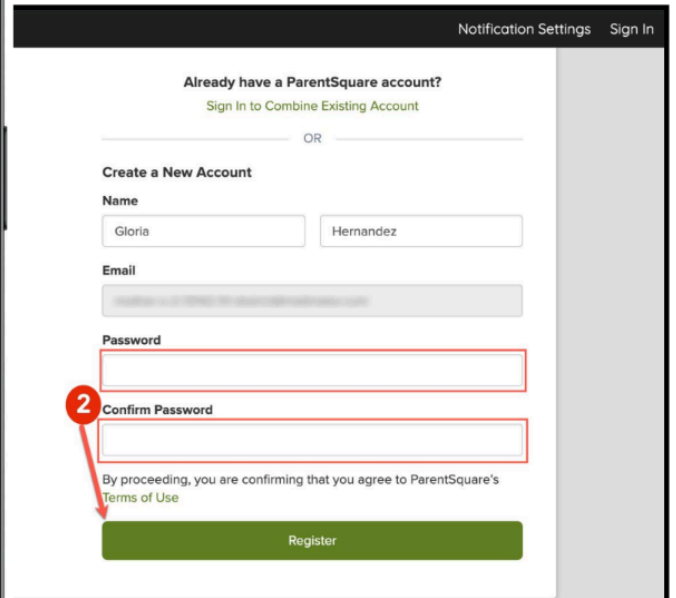 Notification Settings Sign In
Already have a ParentSquare account?
Sign In to Combine Existing Account
OR
Create a New Account
Name
Gloria Hernandez
Email
Password
2
Confirm Password
By proceeding, you are confirming that you agree to ParentSquare's
Terms of Use
Register